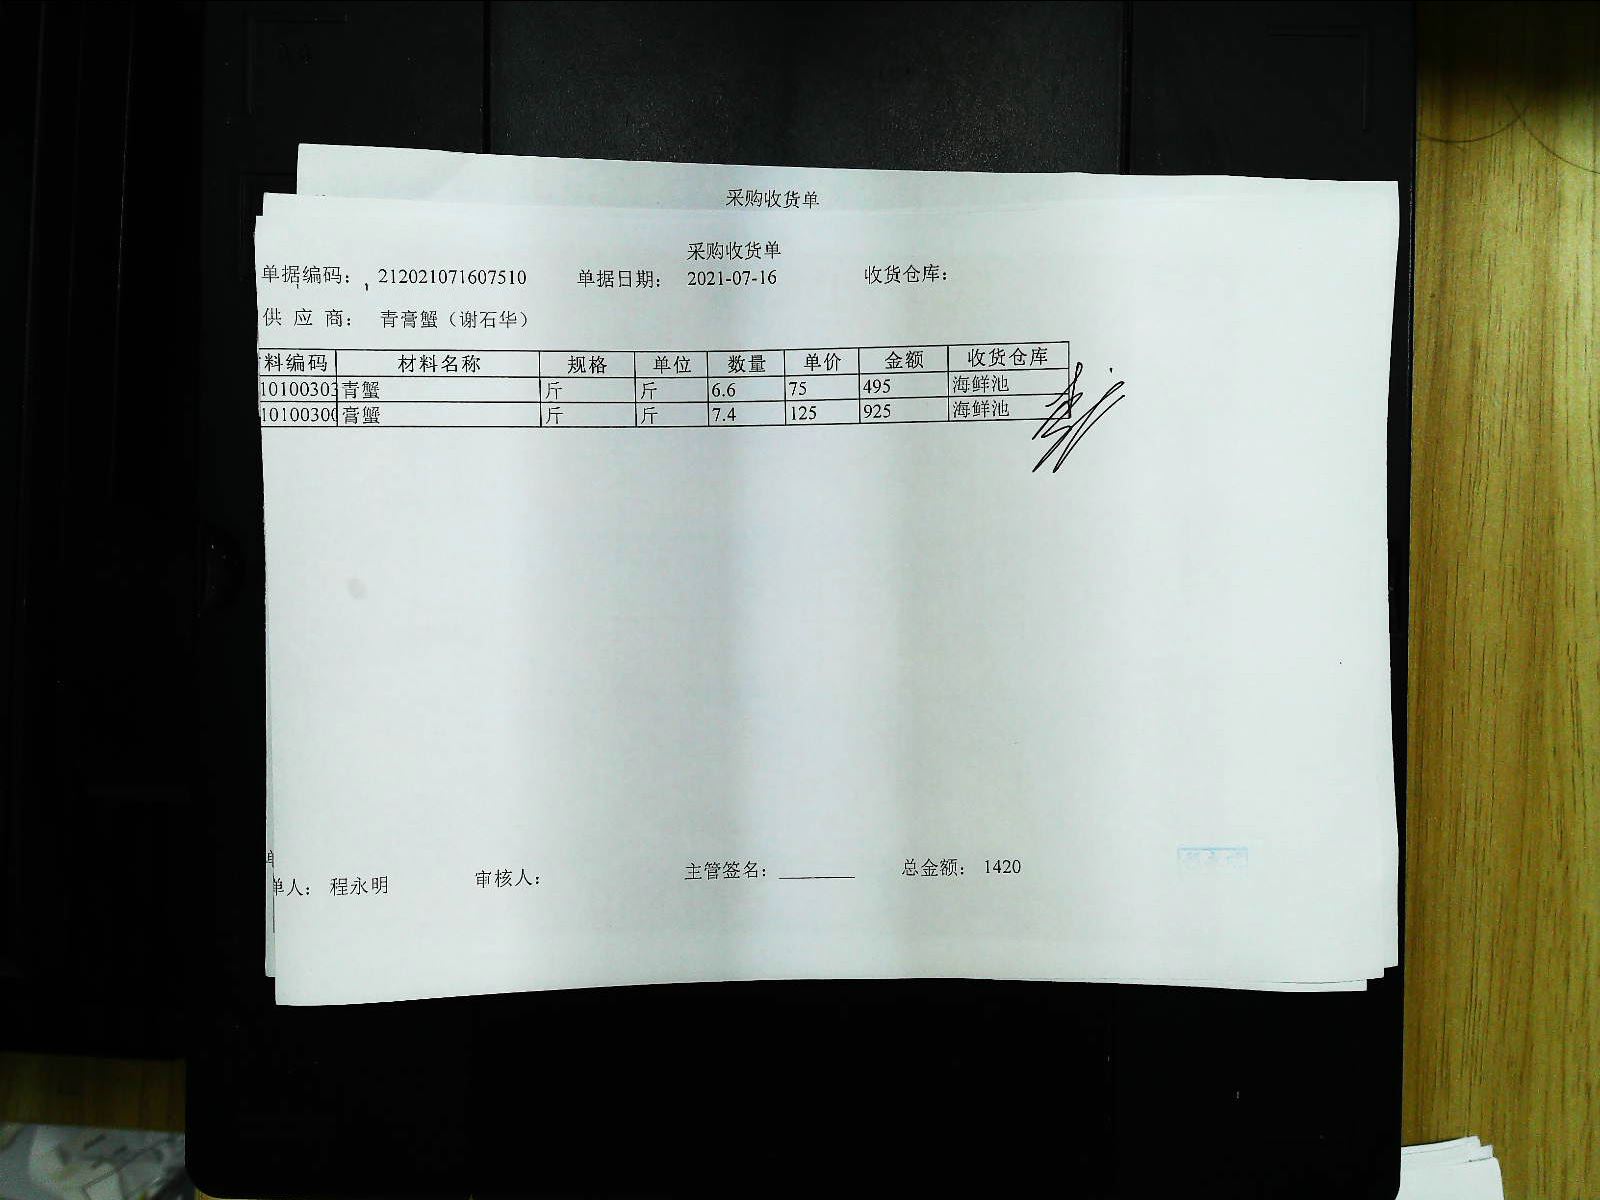 采购收货单
采购收货单
单据编码： 212021071607510 单据日期： 2021-07-16 收货仓库：
供 应 商： 青膏蟹（谢石华）
料编码 材料名称 规格 单位 数量 单价 金额 收货仓库
10100303 青蟹 斤 斤 6.6 75 495 海鲜池
10100300 膏蟹 斤 斤 7.4 125 925 海鲜池
单人： 程永明 审核人： 主管签名： 总金额： 1420